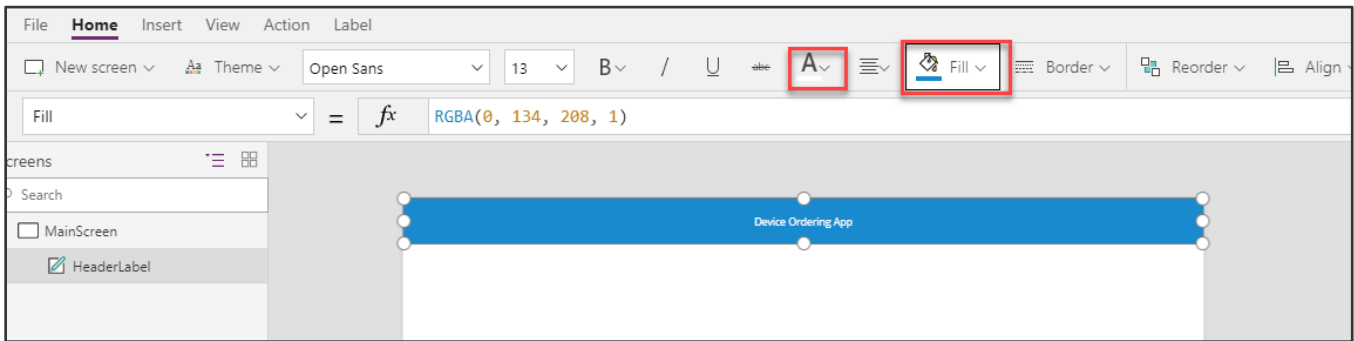 File Home Insert View Action Label
New screen Aa Theme Open Sans 13 B / U abc A Fill Border Reorder Align
Fill = fx RGBA(0, 134, 208, 1)
creens
Search
MainScreen
HeaderLabel
Device Ordering App